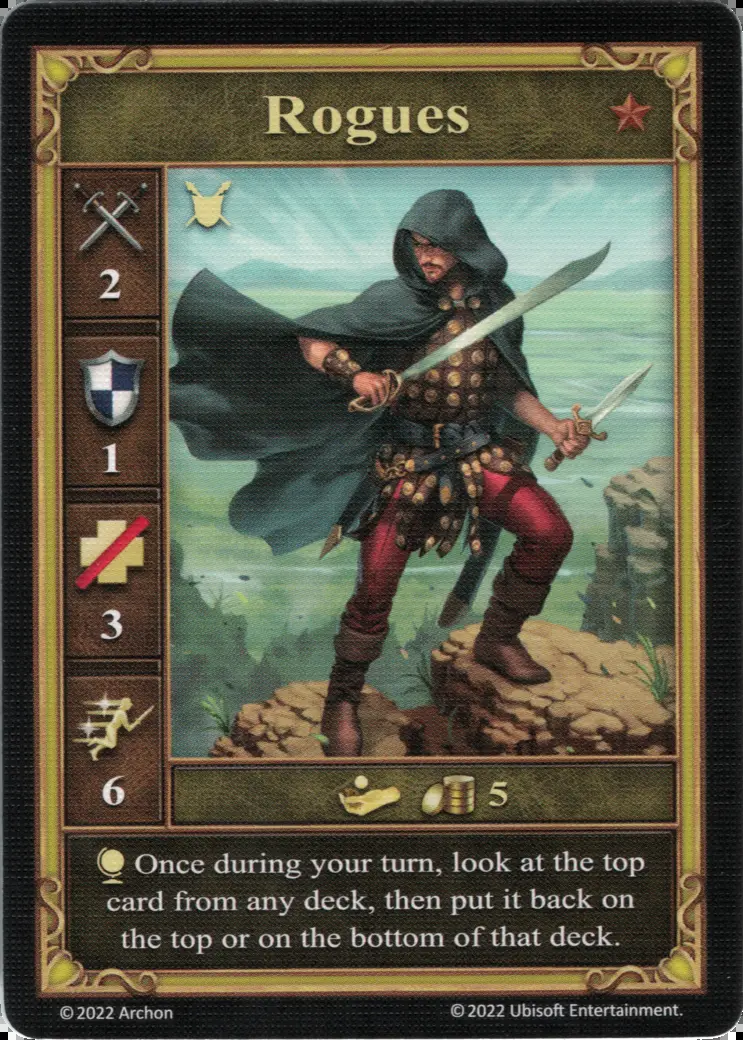 Rogues
2
1
3
6
5
Once during your turn, look at the top
card from any deck, then put it back on
the top or on the bottom of that deck.
© 2022 Archon
© 2022 Ubisoft Entertainment.